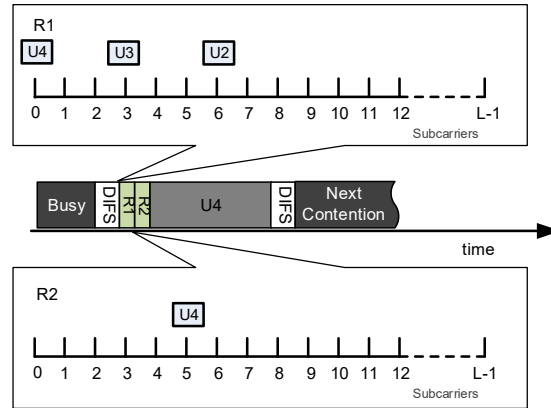 R1
U4 U3 U2
0 1 2 3 4 5 6 7 8 9 10 11 12 L-1
Subcarriers
Busy DIFS R1 R2 U4 DIFS Next
Contention
time
R2
U4
0 1 2 3 4 5 6 7 8 9 10 11 12 L-1
Subcarriers